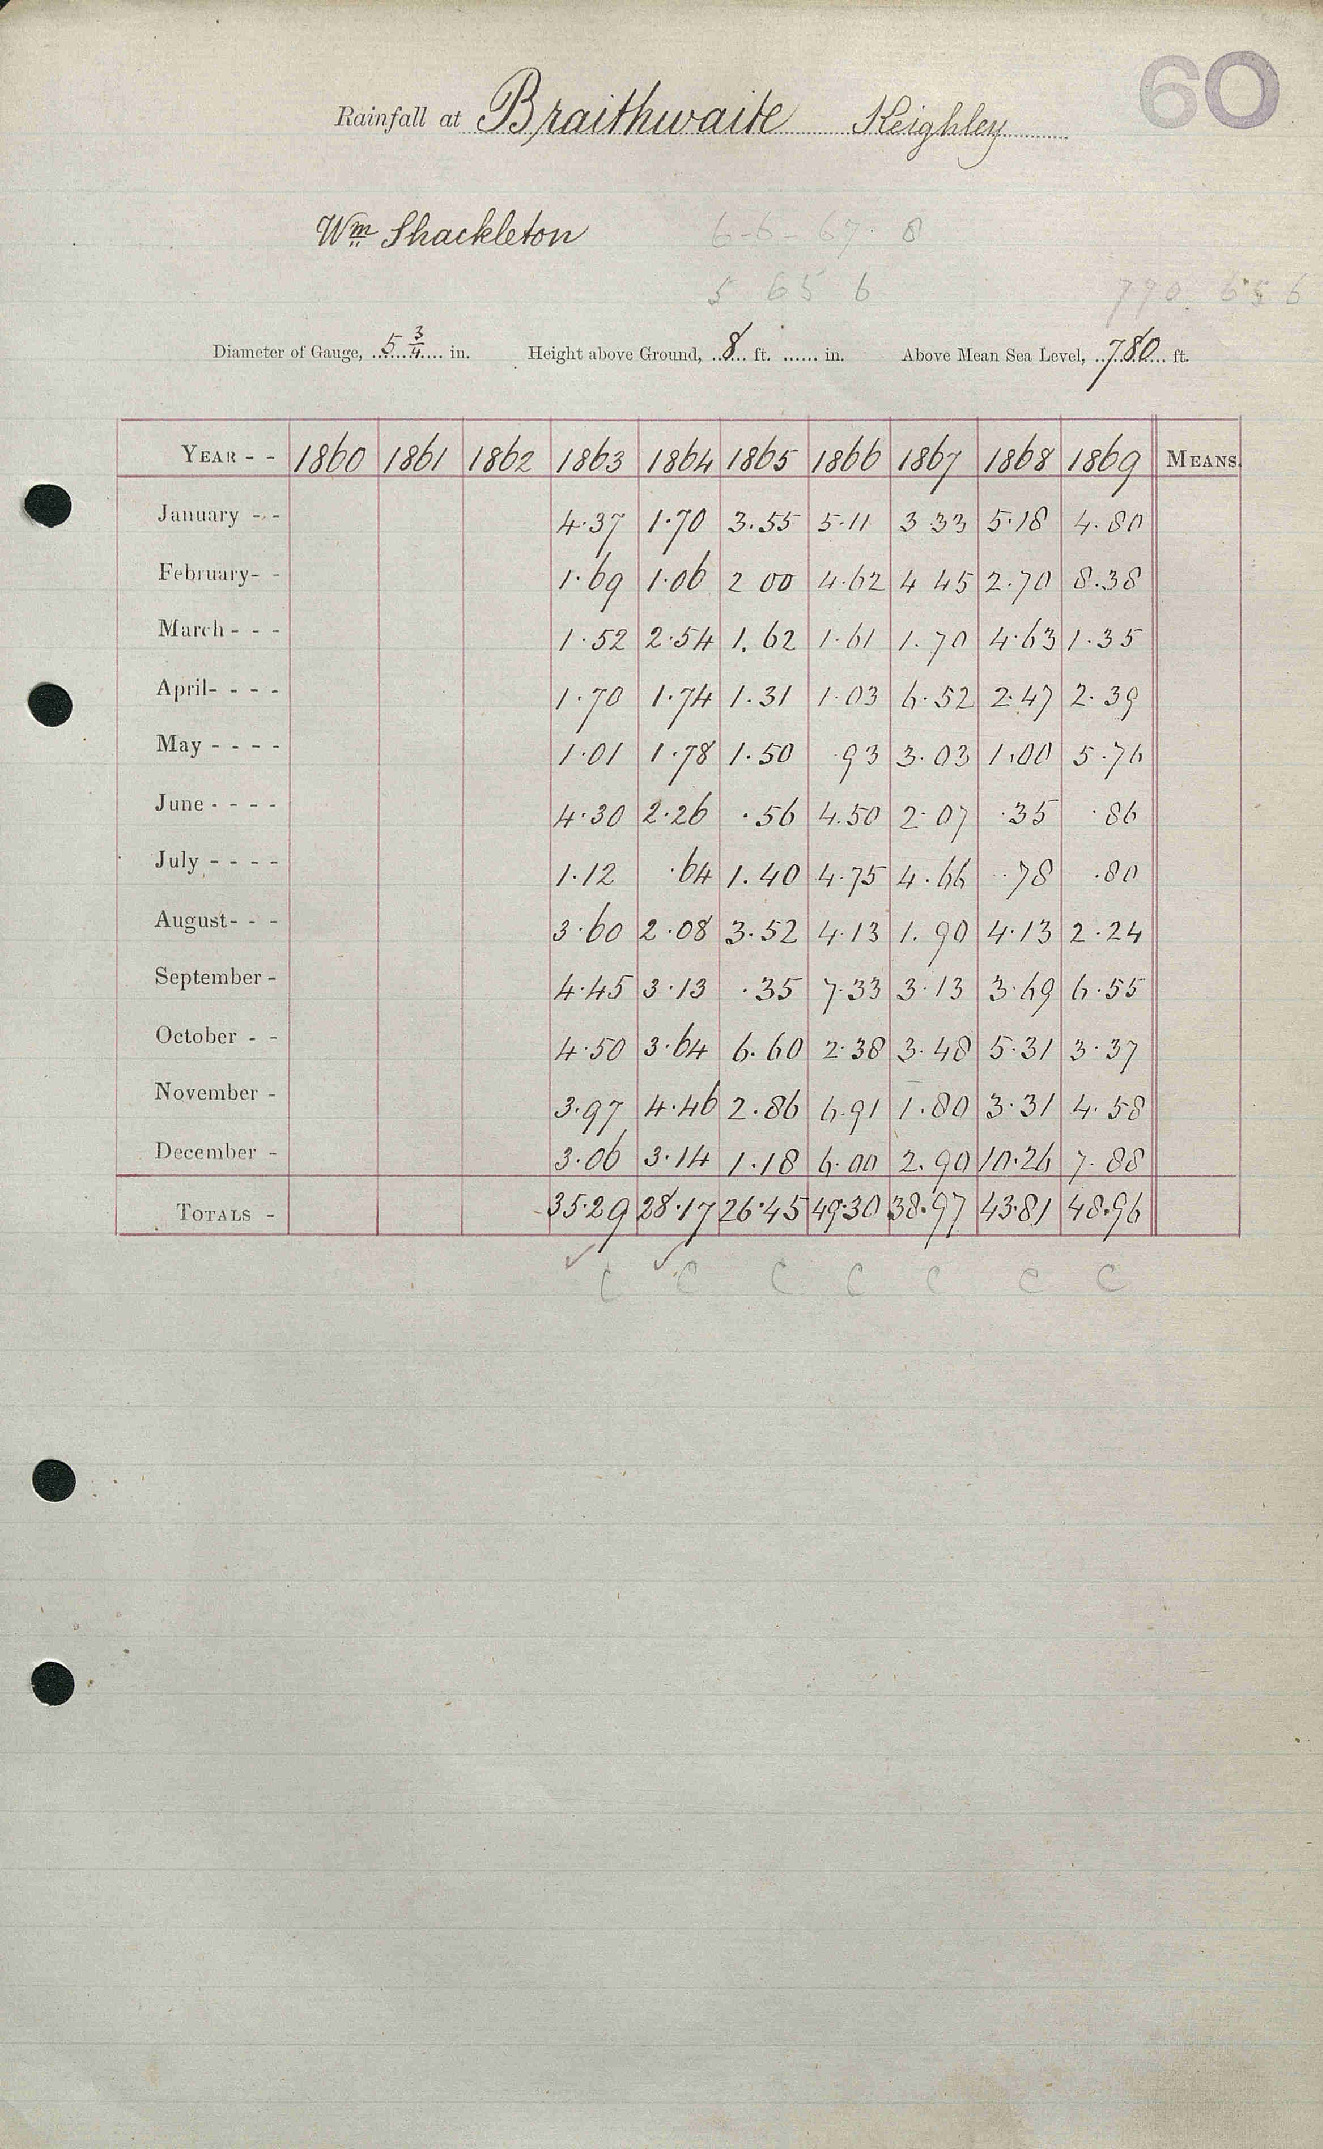 60
Rainfall at Braithwaite Keighley
Wm Shackleton 6-6 67. 8
5 65 6 790. 65 6
Diameter of Gauge, 5 3/4 in. Height above Ground, 8 ft. ...... in. Above Mean Sea Level, 780 ft.
YEAR - - 1860 1861 1862 1863 1864 1865 1866 1867 1868 1869 MEANS.
January - - 4.37 1.70 3.55 5.11 3 33 5.18 4.80
February- - 1.69 1.06 2 00 4.62 4 45 2.70 8.38
March - - - 1.52 2.54 1.62 1.61 1.70 4.63 1.35
April- - - - 1.70 1.74 1.31 1.03 6.52 2.47 2.39
May - - - - 1.01 1.78 1.50 .93 3.03 1.00 5.76
June - - - - 4.30 2.26 .56 4.50 2.07 .35 .86
July - - - - 1.12 .64 1.40 4.75 4.66 .78 .80
August- - - 3.60 2.08 3.52 4.13 1.90 4.13 2.24
September - 4.45 3.13 .35 7.33 3.13 3.69 6.55
October - - 4.50 3.64 6.60 2.38 3.48 5.31 3.37
November - 3.97 4.46 2.86 6.91 1.80 3.31 4.58
December - 3.06 3.14 1.18 6.00 2.90 10.26 7.88
TOTALS - 35.29 28.17 26.45 49.30 38.97 43.81 48.96
C C C C C C C